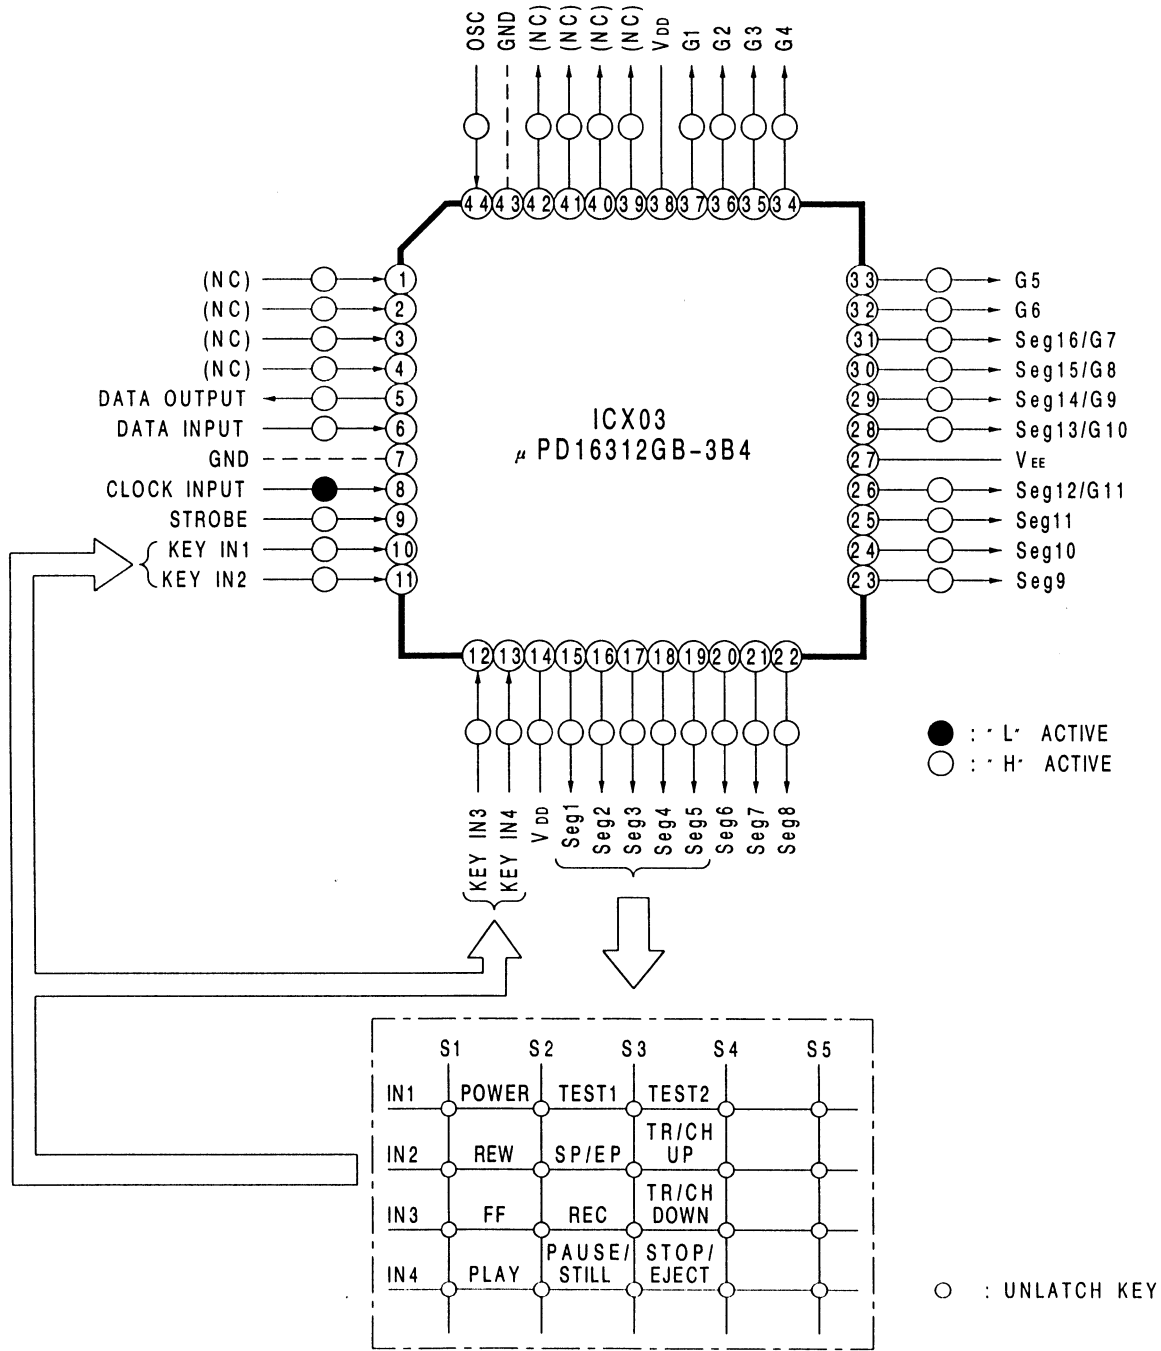 OSC
GND
(NC)
(NC)
(NC)
(NC)
VDD
G1
G2
G3
G4
44 43 42 41 40 39 38 37 36 35 34
(NC) 1
(NC) 2
(NC) 3
(NC) 4
DATA OUTPUT 5
DATA INPUT 6
GND 7
CLOCK INPUT 8
STROBE 9
KEY IN1 10
KEY IN2 11
ICX03
μPD16312GB-3B4
33 G5
32 G6
31 Seg16/G7
30 Seg15/G8
29 Seg14/G9
28 Seg13/G10
27 VEE
26 Seg12/G11
25 Seg11
24 Seg10
23 Seg9
12 13 14 15 16 17 18 19 20 21 22
KEY IN3
KEY IN4
VDD
Seg1
Seg2
Seg3
Seg4
Seg5
Seg6
Seg7
Seg8
: "L" ACTIVE
: "H" ACTIVE
S1 S2 S3 S4 S5
IN1 POWER TEST1 TEST2
IN2 REW SP/EP TR/CH UP
IN3 FF REC TR/CH DOWN
IN4 PLAY PAUSE/STILL STOP/EJECT
: UNLATCH KEY